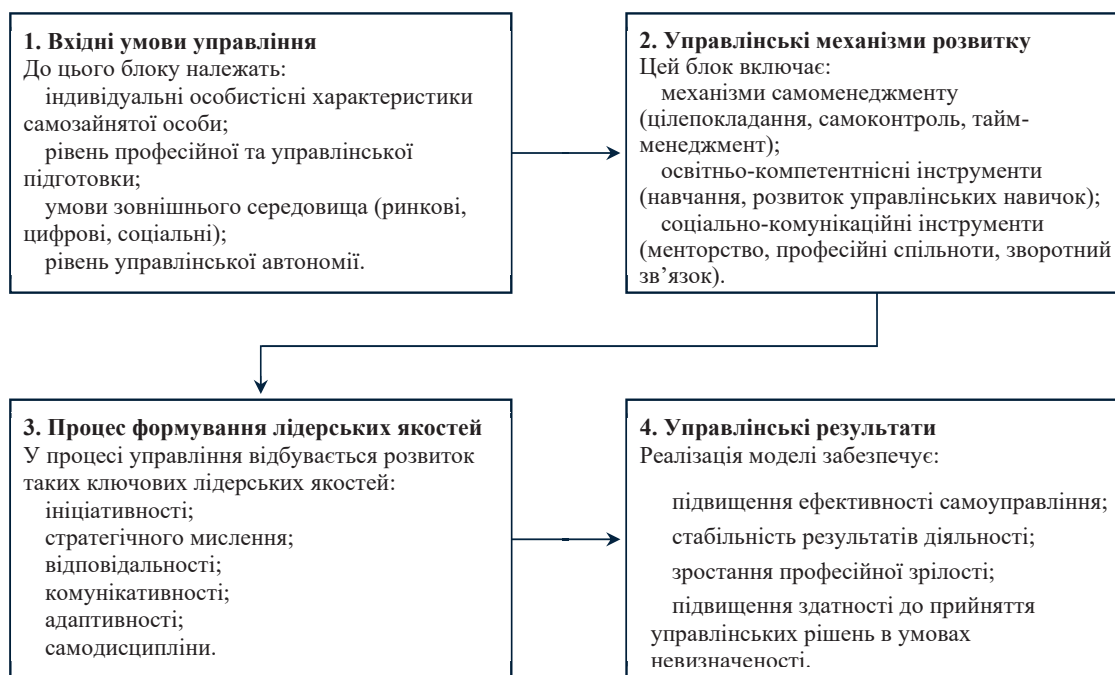 1. Вхідні умови управління
До цього блоку належать:
індивідуальні особистісні характеристики
самозайнятої особи;
рівень професійної та управлінської
підготовки;
умови зовнішнього середовища (ринкові,
цифрові, соціальні);
рівень управлінської автономії.
2. Управлінські механізми розвитку
Цей блок включає:
механізми самоменеджменту
(цілепокладання, самоконтроль, тайм-
менеджмент);
освітньо-компетентнісні інструменти
(навчання, розвиток управлінських навичок);
соціально-комунікаційні інструменти
(менторство, професійні спільноти, зворотний
зв’язок).
3. Процес формування лідерських якостей
У процесі управління відбувається розвиток
таких ключових лідерських якостей:
ініціативності;
стратегічного мислення;
відповідальності;
комунікативності;
адаптивності;
самодисципліни.
4. Управлінські результати
Реалізація моделі забезпечує:
підвищення ефективності самоуправління;
стабільність результатів діяльності;
зростання професійної зрілості;
підвищення здатності до прийняття
управлінських рішень в умовах
невизначеності.